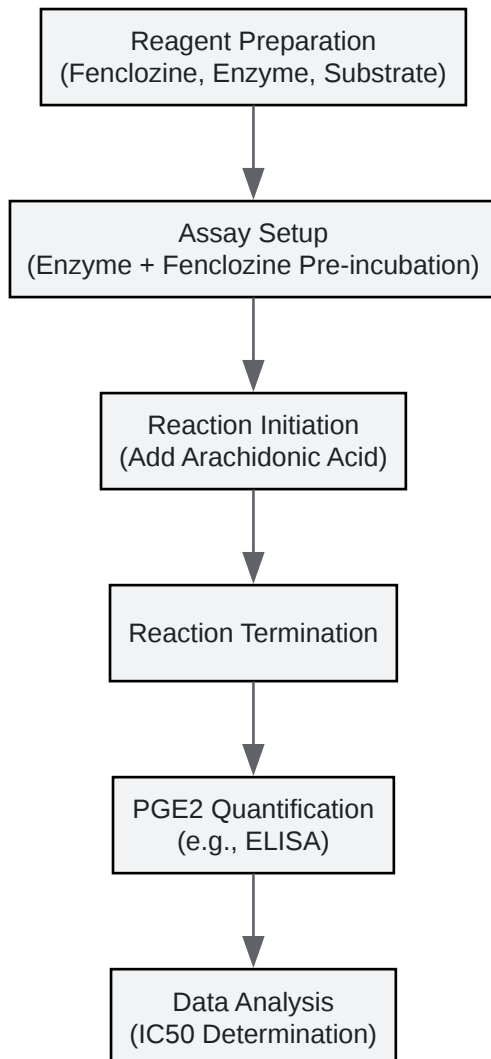 Reagent Preparation
(Fenclozine, Enzyme, Substrate)
Assay Setup
(Enzyme + Fenclozine Pre-incubation)
Reaction Initiation
(Add Arachidonic Acid)
Reaction Termination
PGE2 Quantification
(e.g., ELISA)
Data Analysis
(IC50 Determination)